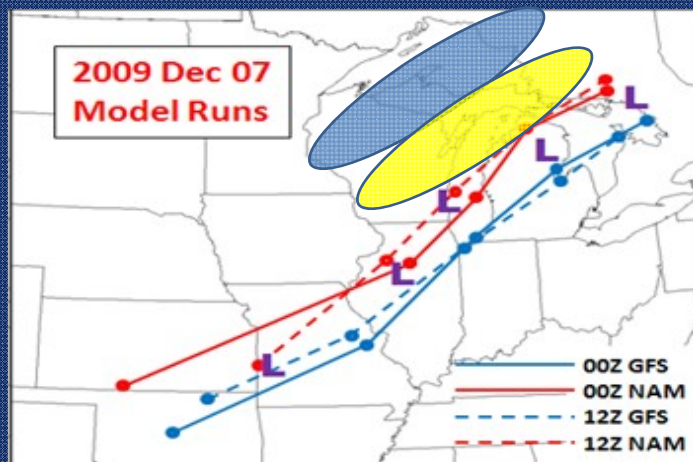 2009 Dec 07
Model Runs
L
L
L
L
L
00Z GFS
00Z NAM
12Z GFS
12Z NAM